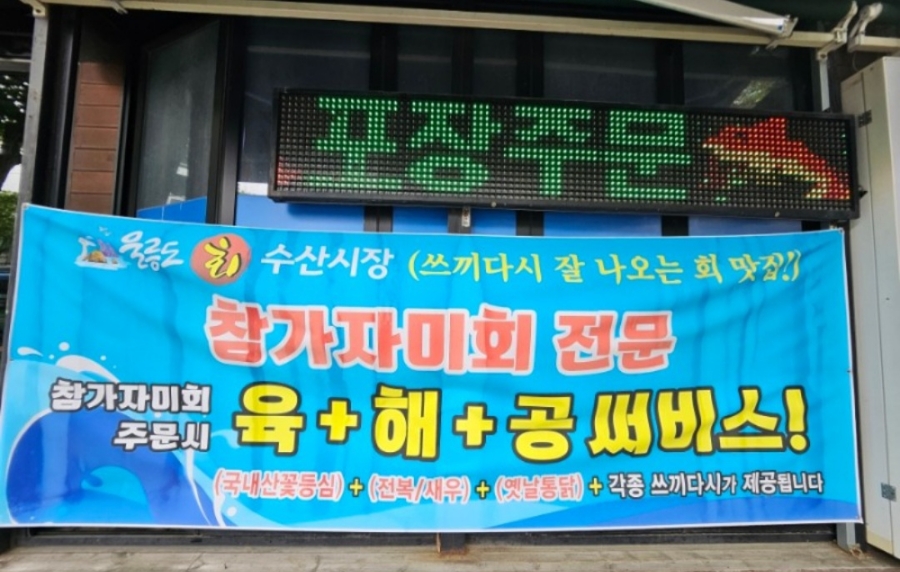 포장주문
울릉도 회 수산시장 (쓰끼다시 잘 나오는 회 맛집!)
참가자미회 전문
참가자미회 주문시
육+해+공 써비스!
(국내산꽃등심) + (전복/새우) + (옛날통닭) + 각종 쓰끼다시가 제공됩니다